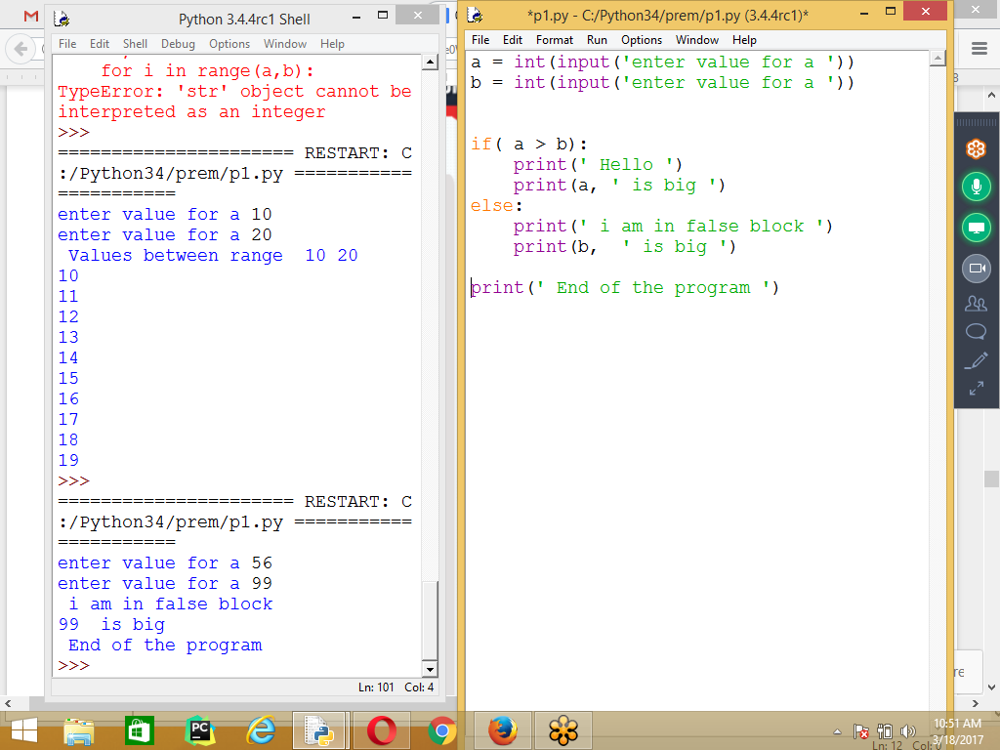 Python 3.4.4rc1 Shell
File Edit Shell Debug Options Window Help
for i in range(a,b):
TypeError: 'str' object cannot be
interpreted as an integer
>>>
====================== RESTART: C
:/Python34/prem/p1.py ===========
===========
enter value for a 10
enter value for a 20
Values between range  10 20
10
11
12
13
14
15
16
17
18
19
>>>
====================== RESTART: C
:/Python34/prem/p1.py ===========
===========
enter value for a 56
enter value for a 99
i am in false block
99  is big
End of the program
>>>
Ln: 101 Col: 4
*p1.py - C:/Python34/prem/p1.py (3.4.4rc1)*
File Edit Format Run Options Window Help
a = int(input('enter value for a '))
b = int(input('enter value for a '))
if( a > b):
    print(' Hello ')
    print(a, ' is big ')
else:
    print(' i am in false block ')
    print(b,  ' is big ')
print(' End of the program ')
PC
10:51 AM
3/18/2017
Ln: 12 Col: 0